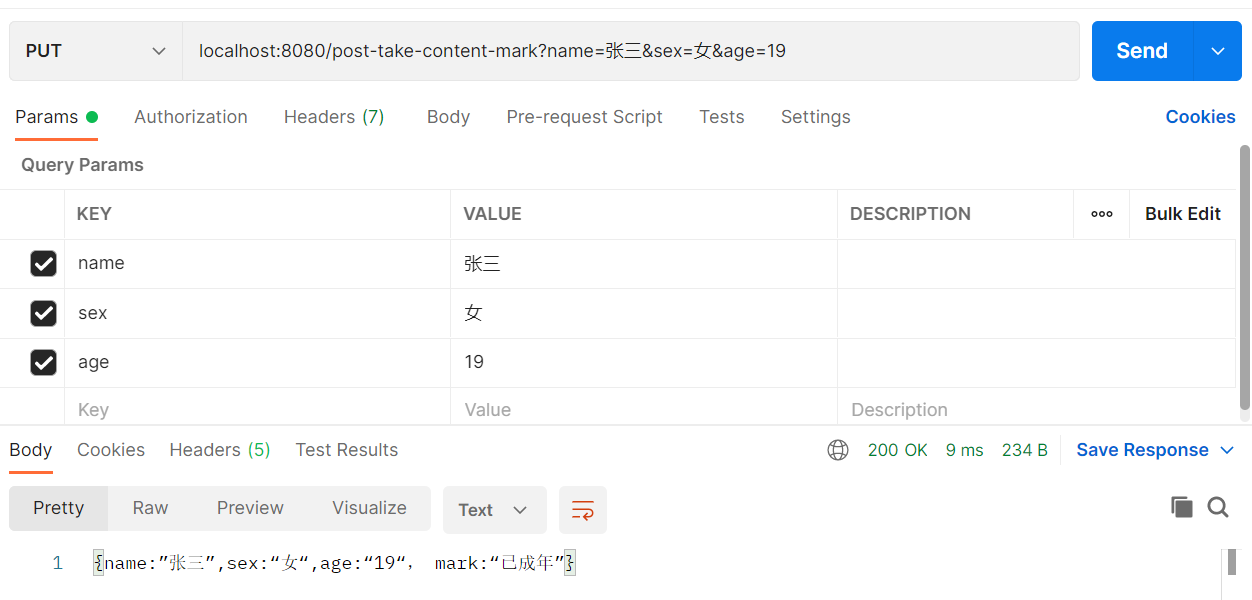 PUT localhost:8080/post-take-content-mark?name=张三&sex=女&age=19 Send
Params Authorization Headers (7) Body Pre-request Script Tests Settings Cookies
Query Params
KEY VALUE DESCRIPTION ooo Bulk Edit
name 张三
sex 女
age 19
Key Value Description
Body Cookies Headers (5) Test Results 200 OK 9 ms 234 B Save Response
Pretty Raw Preview Visualize Text
1 {name:”张三”,sex:“女“,age:“19“, mark:“已成年”}